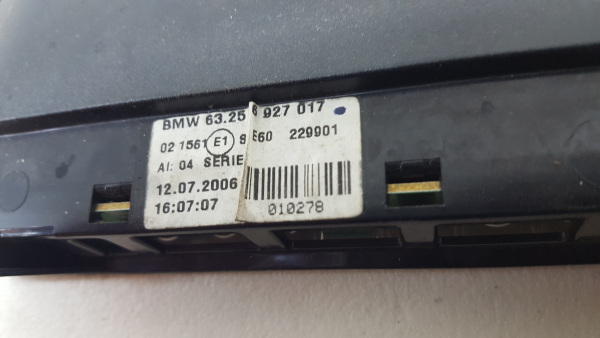 BMW 63.25 6 927 017
02 1561 E1 S E60 229901
AI: 04 SERIE
12.07.2006
16:07:07
010278